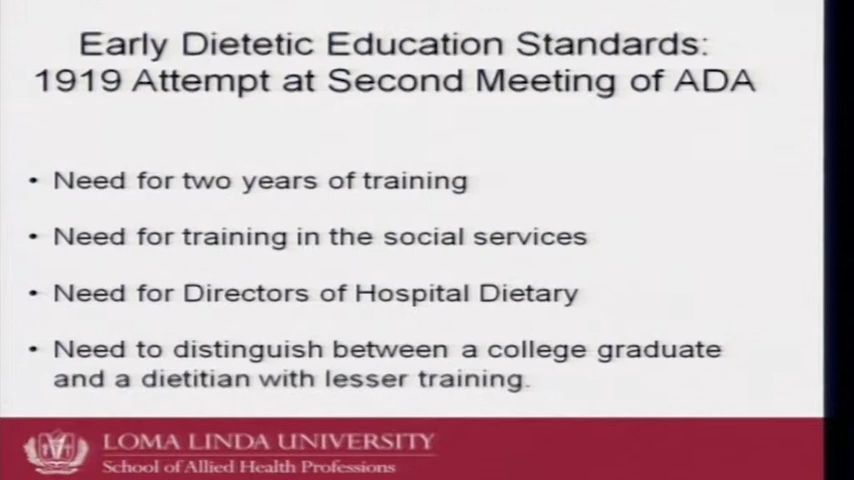 Early Dietetic Education Standards:
1919 Attempt at Second Meeting of ADA
• Need for two years of training
• Need for training in the social services
• Need for Directors of Hospital Dietary
• Need to distinguish between a college graduate
and a dietitian with lesser training.
LOMA LINDA UNIVERSITY
School of Allied Health Professions